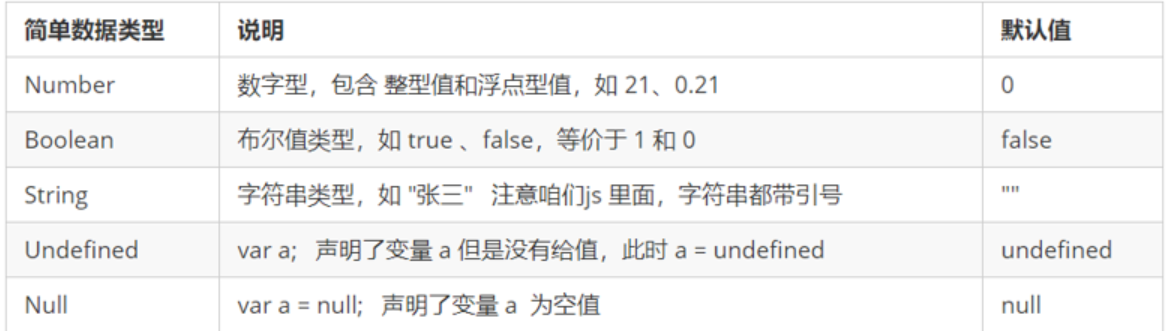 简单数据类型 说明 默认值
Number 数字型，包含 整型值和浮点型值，如 21、0.21 0
Boolean 布尔值类型，如 true 、false，等价于 1 和 0 false
String 字符串类型，如 "张三" 注意咱们js 里面，字符串都带引号 ""
Undefined var a; 声明了变量 a 但是没有给值，此时 a = undefined undefined
Null var a = null; 声明了变量 a 为空值 null